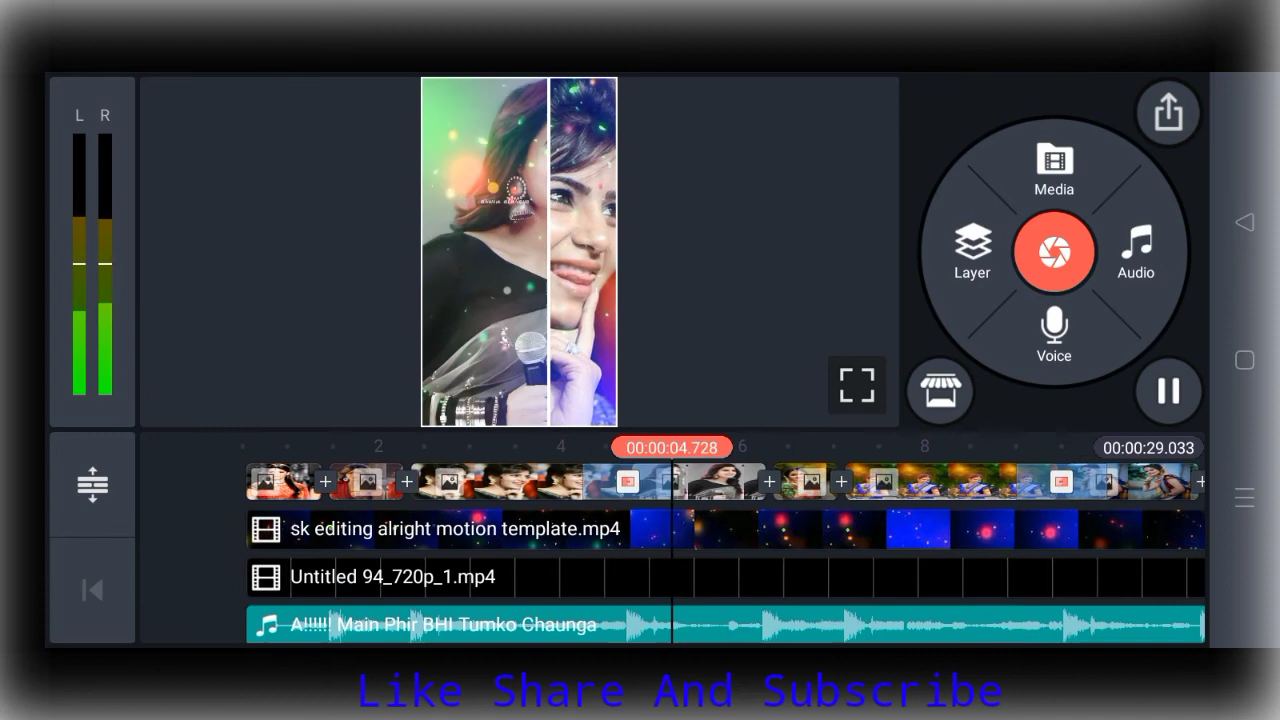 L R
Media
Layer
Audio
Voice
2 4 00:00:04.728 6 8 00:00:29.033
sk editing alright motion template.mp4
Untitled 94_720p_1.mp4
A!!!!! Main Phir BHI Tumko Chaunga
Like Share And Subscribe